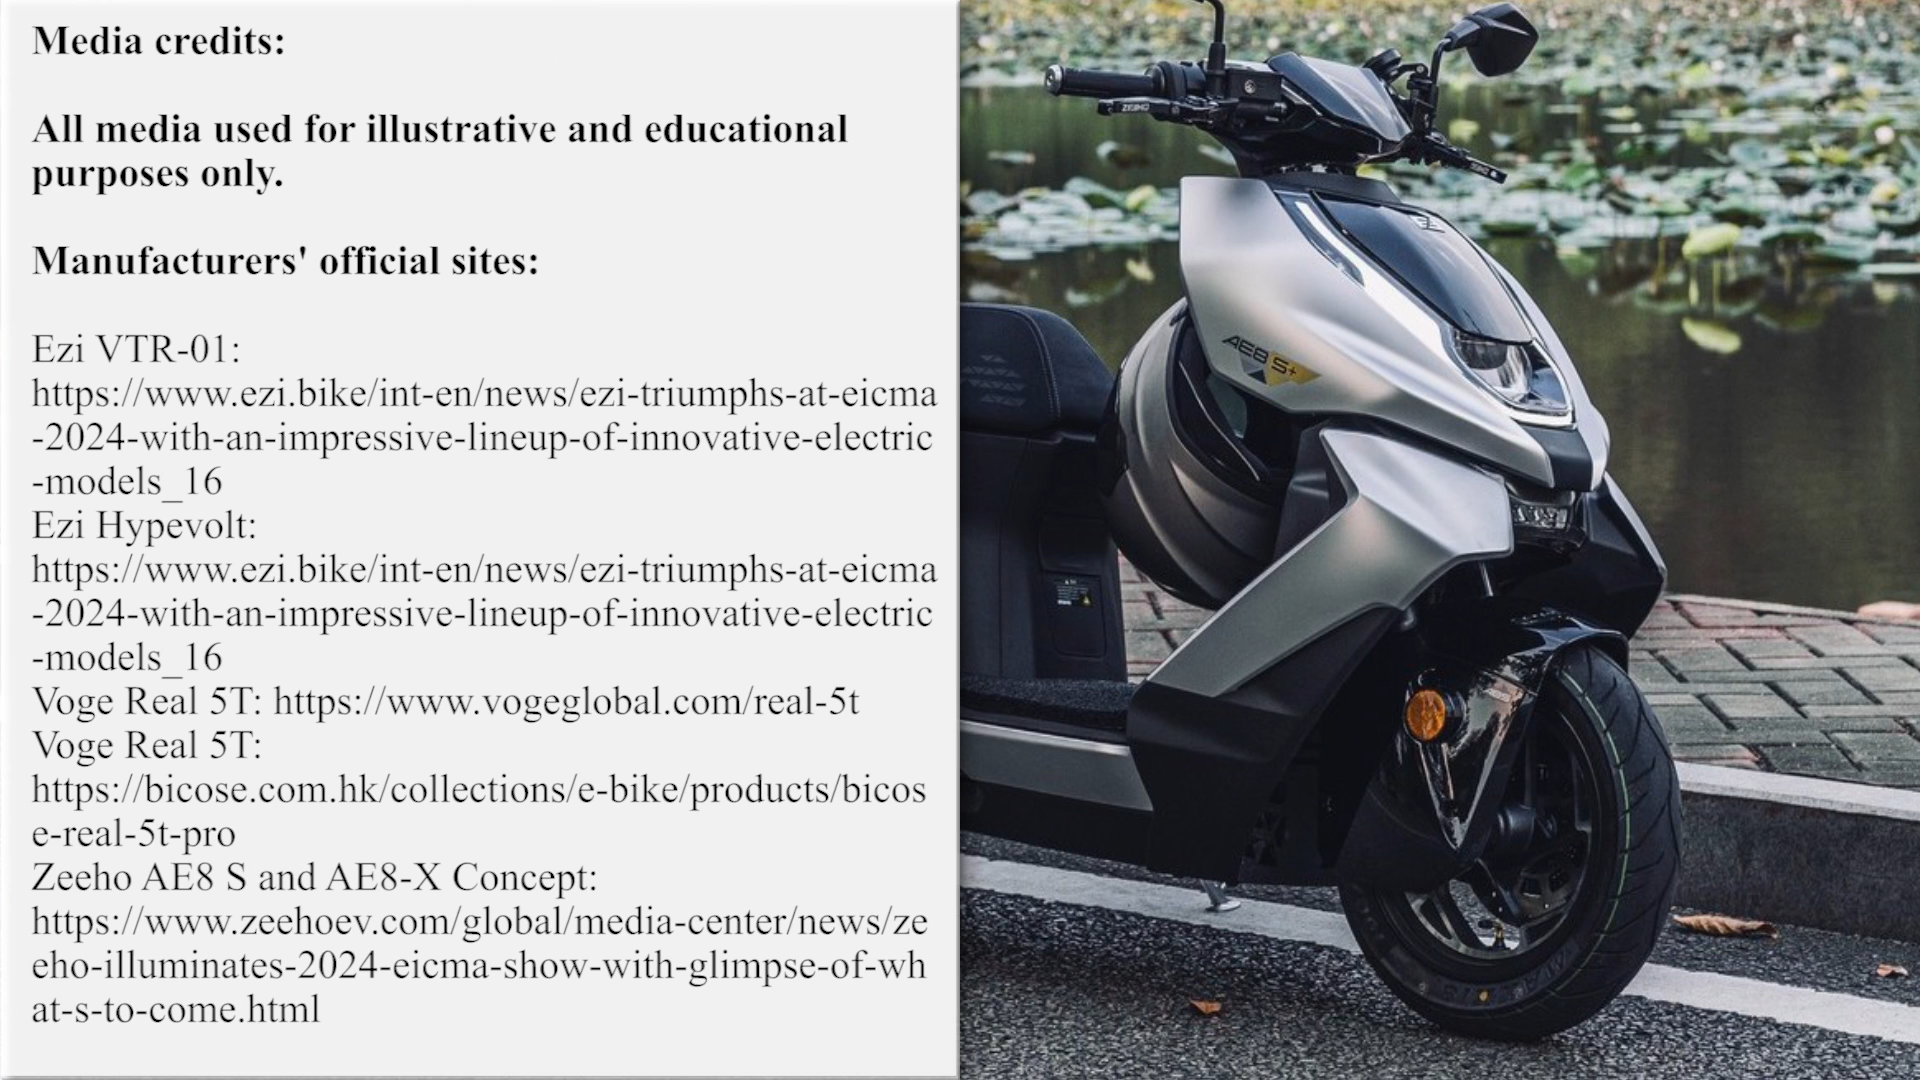 Media credits:
All media used for illustrative and educational
purposes only.
Manufacturers' official sites:
Ezi VTR-01:
https://www.ezi.bike/int-en/news/ezi-triumphs-at-eicma
-2024-with-an-impressive-lineup-of-innovative-electric
-models_16
Ezi Hypevolt:
https://www.ezi.bike/int-en/news/ezi-triumphs-at-eicma
-2024-with-an-impressive-lineup-of-innovative-electric
-models_16
Voge Real 5T: https://www.vogeglobal.com/real-5t
Voge Real 5T:
https://bicose.com.hk/collections/e-bike/products/bicos
e-real-5t-pro
Zeeho AE8 S and AE8-X Concept:
https://www.zeehoev.com/global/media-center/news/ze
eho-illuminates-2024-eicma-show-with-glimpse-of-wh
at-s-to-come.html
ZEEHO
AE8 S+